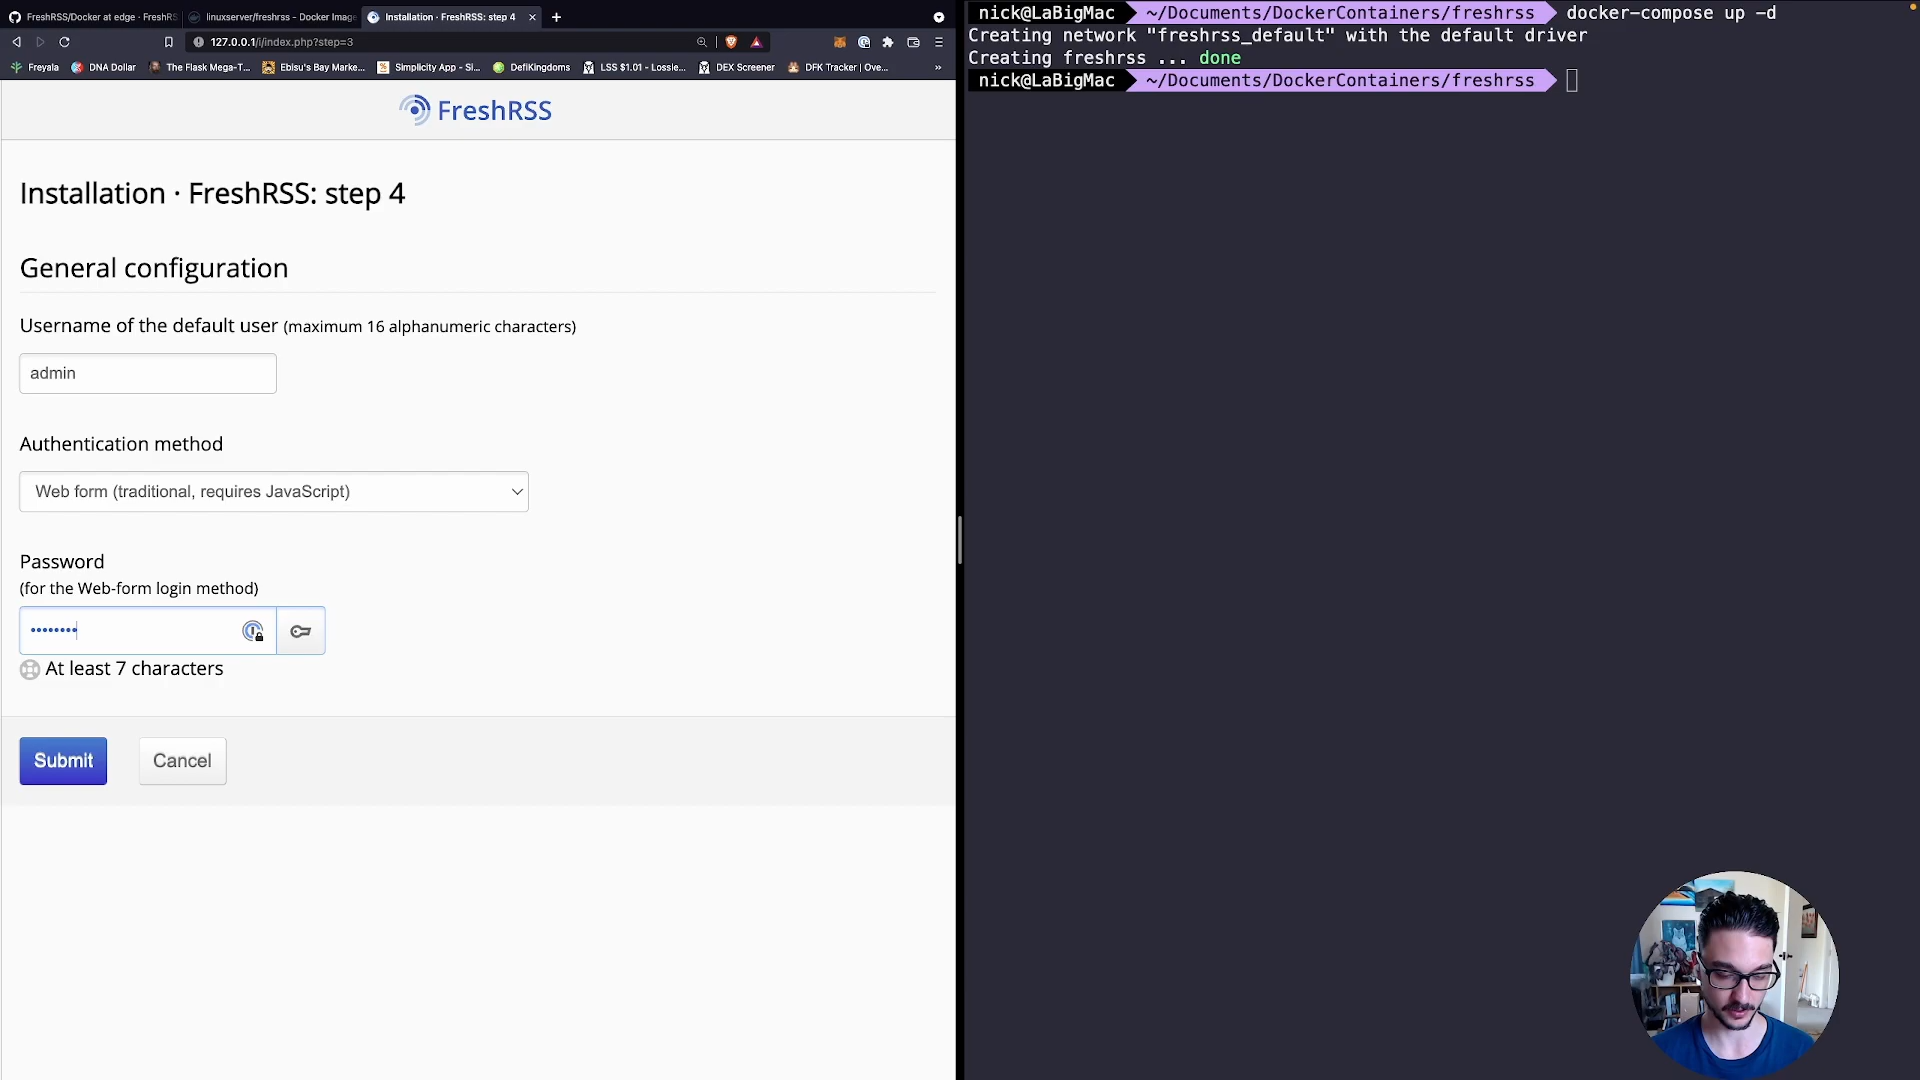 FreshRSS/Docker at edge · FreshRS
linuxserver/freshrss - Docker Image
Installation · FreshRSS: step 4
127.0.0.1/i/index.php?step=3
Freyala
DNA Dollar
The Flask Mega-T...
Ebisu's Bay Marke...
Simplicity App - Si...
DefiKingdoms
LSS $1.01 - Lossle...
DEX Screener
DFK Tracker | Ove...
»
FreshRSS
Installation · FreshRSS: step 4
General configuration
Username of the default user (maximum 16 alphanumeric characters)
admin
Authentication method
Web form (traditional, requires JavaScript)
Password
(for the Web-form login method)
••••••••
At least 7 characters
Submit
Cancel
nick@LaBigMac ~/Documents/DockerContainers/freshrss docker-compose up -d
Creating network "freshrss_default" with the default driver
Creating freshrss ... done
nick@LaBigMac ~/Documents/DockerContainers/freshrss